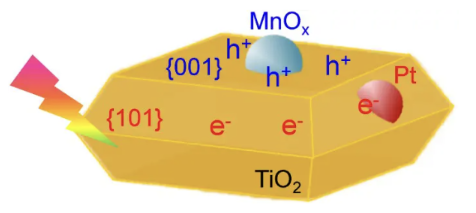 MnOₓ
h⁺
{001}
h⁺
h⁺
Pt
e⁻
{101}
e⁻
e⁻
TiO₂